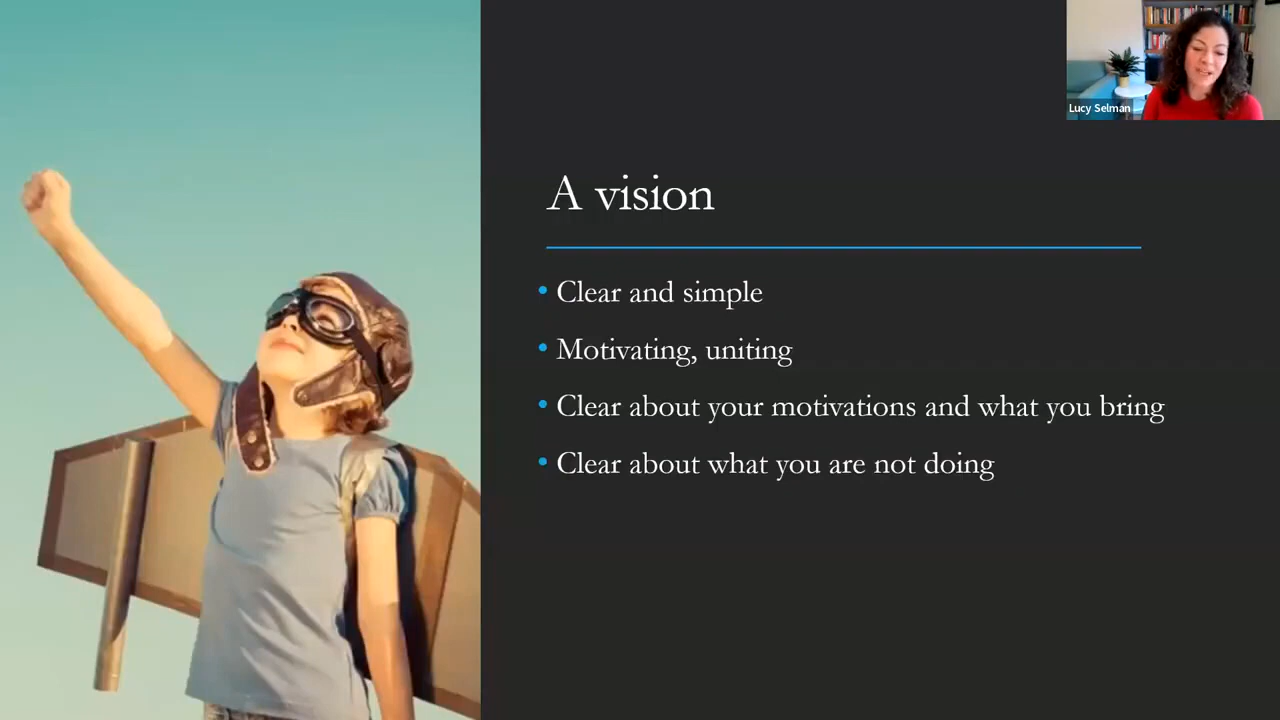 Lucy Selman
A vision
• Clear and simple
• Motivating, uniting
• Clear about your motivations and what you bring
• Clear about what you are not doing